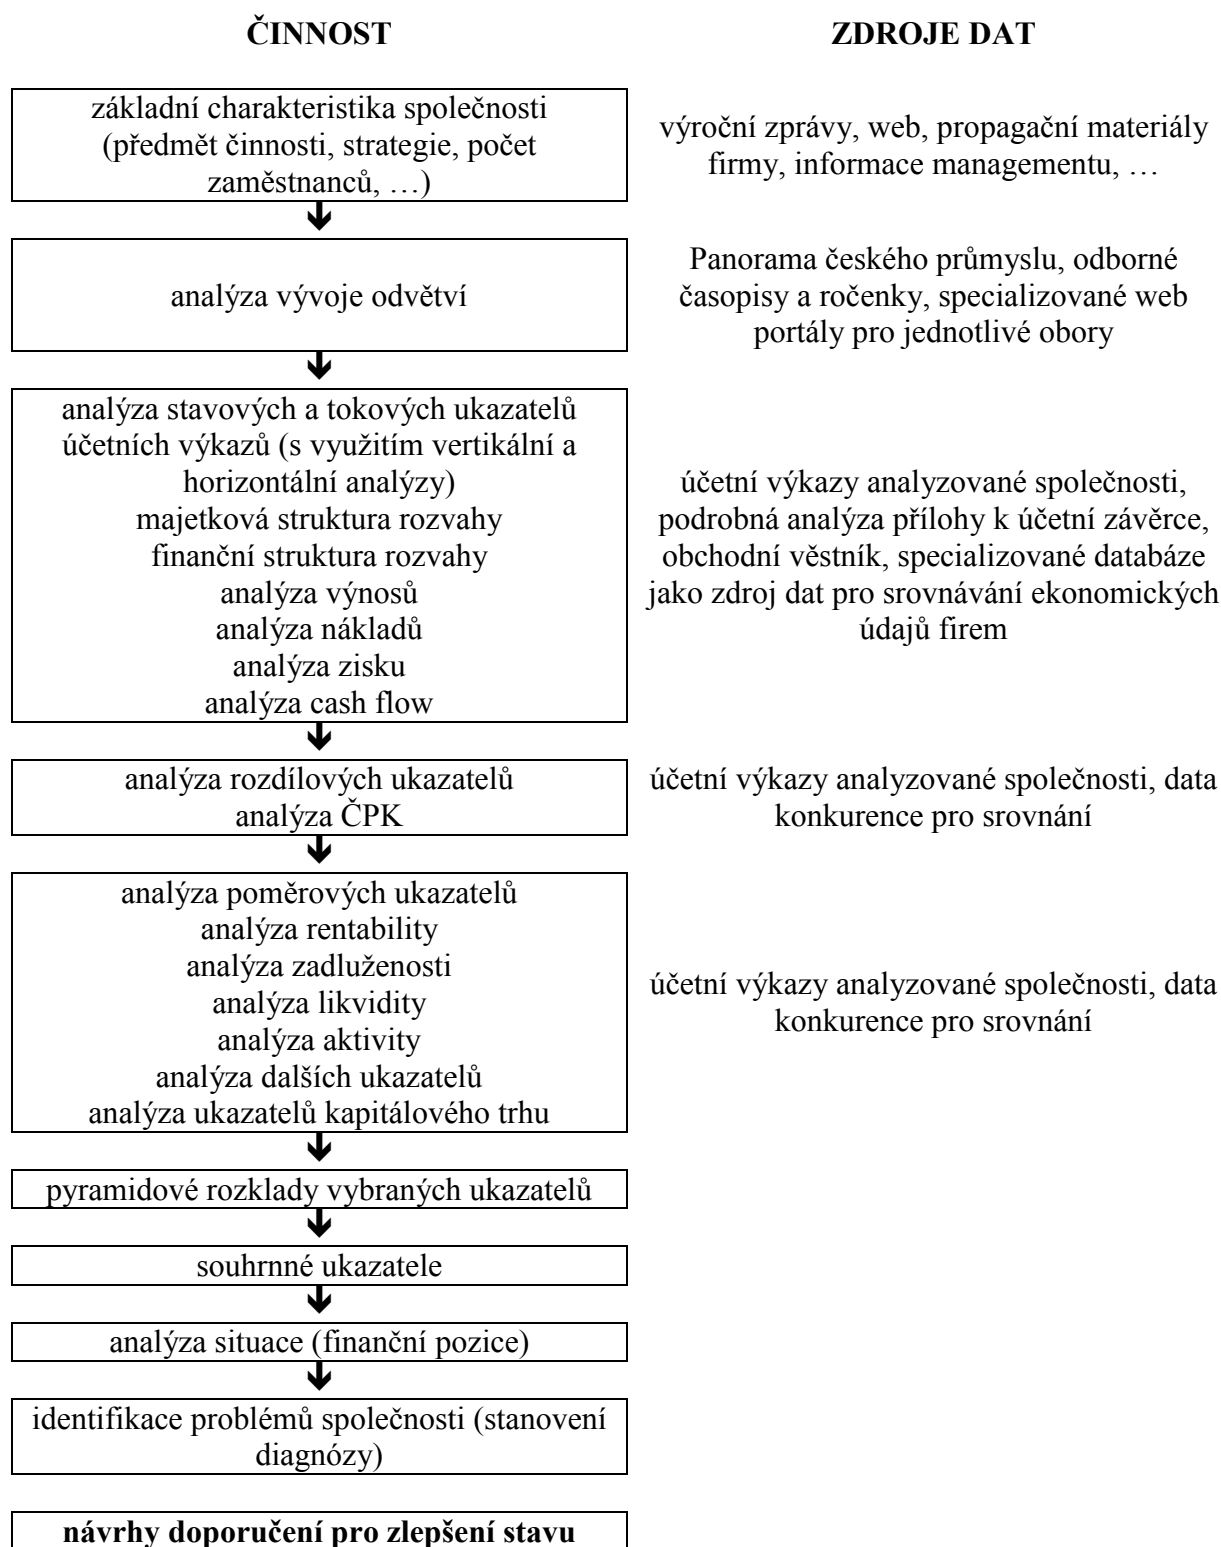 ČINNOST
ZDROJE DAT
základní charakteristika společnosti
(předmět činnosti, strategie, počet
zaměstnanců, …)
výroční zprávy, web, propagační materiály
firmy, informace managementu, …
analýza vývoje odvětví
Panorama českého průmyslu, odborné
časopisy a ročenky, specializované web
portály pro jednotlivé obory
analýza stavových a tokových ukazatelů
účetních výkazů (s využitím vertikální a
horizontální analýzy)
majetková struktura rozvahy
finanční struktura rozvahy
analýza výnosů
analýza nákladů
analýza zisku
analýza cash flow
účetní výkazy analyzované společnosti,
podrobná analýza přílohy k účetní závěrce,
obchodní věstník, specializované databáze
jako zdroj dat pro srovnávání ekonomických
údajů firem
analýza rozdílových ukazatelů
analýza ČPK
účetní výkazy analyzované společnosti, data
konkurence pro srovnání
analýza poměrových ukazatelů
analýza rentability
analýza zadluženosti
analýza likvidity
analýza aktivity
analýza dalších ukazatelů
analýza ukazatelů kapitálového trhu
účetní výkazy analyzované společnosti, data
konkurence pro srovnání
pyramidové rozklady vybraných ukazatelů
souhrnné ukazatele
analýza situace (finanční pozice)
identifikace problémů společnosti (stanovení
diagnózy)
návrhy doporučení pro zlepšení stavu